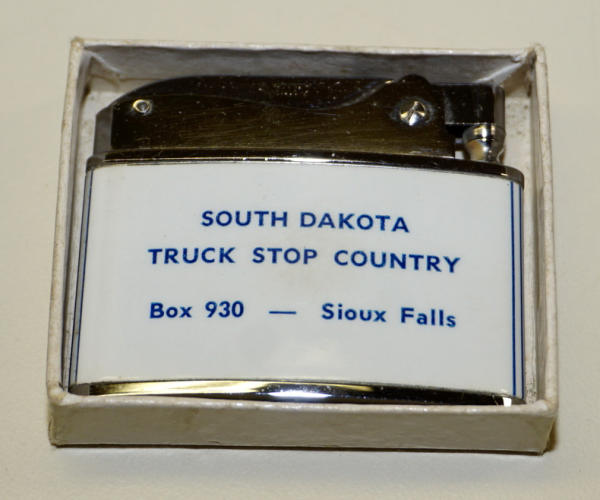 SOUTH DAKOTA
TRUCK STOP COUNTRY
Box 930 — Sioux Falls